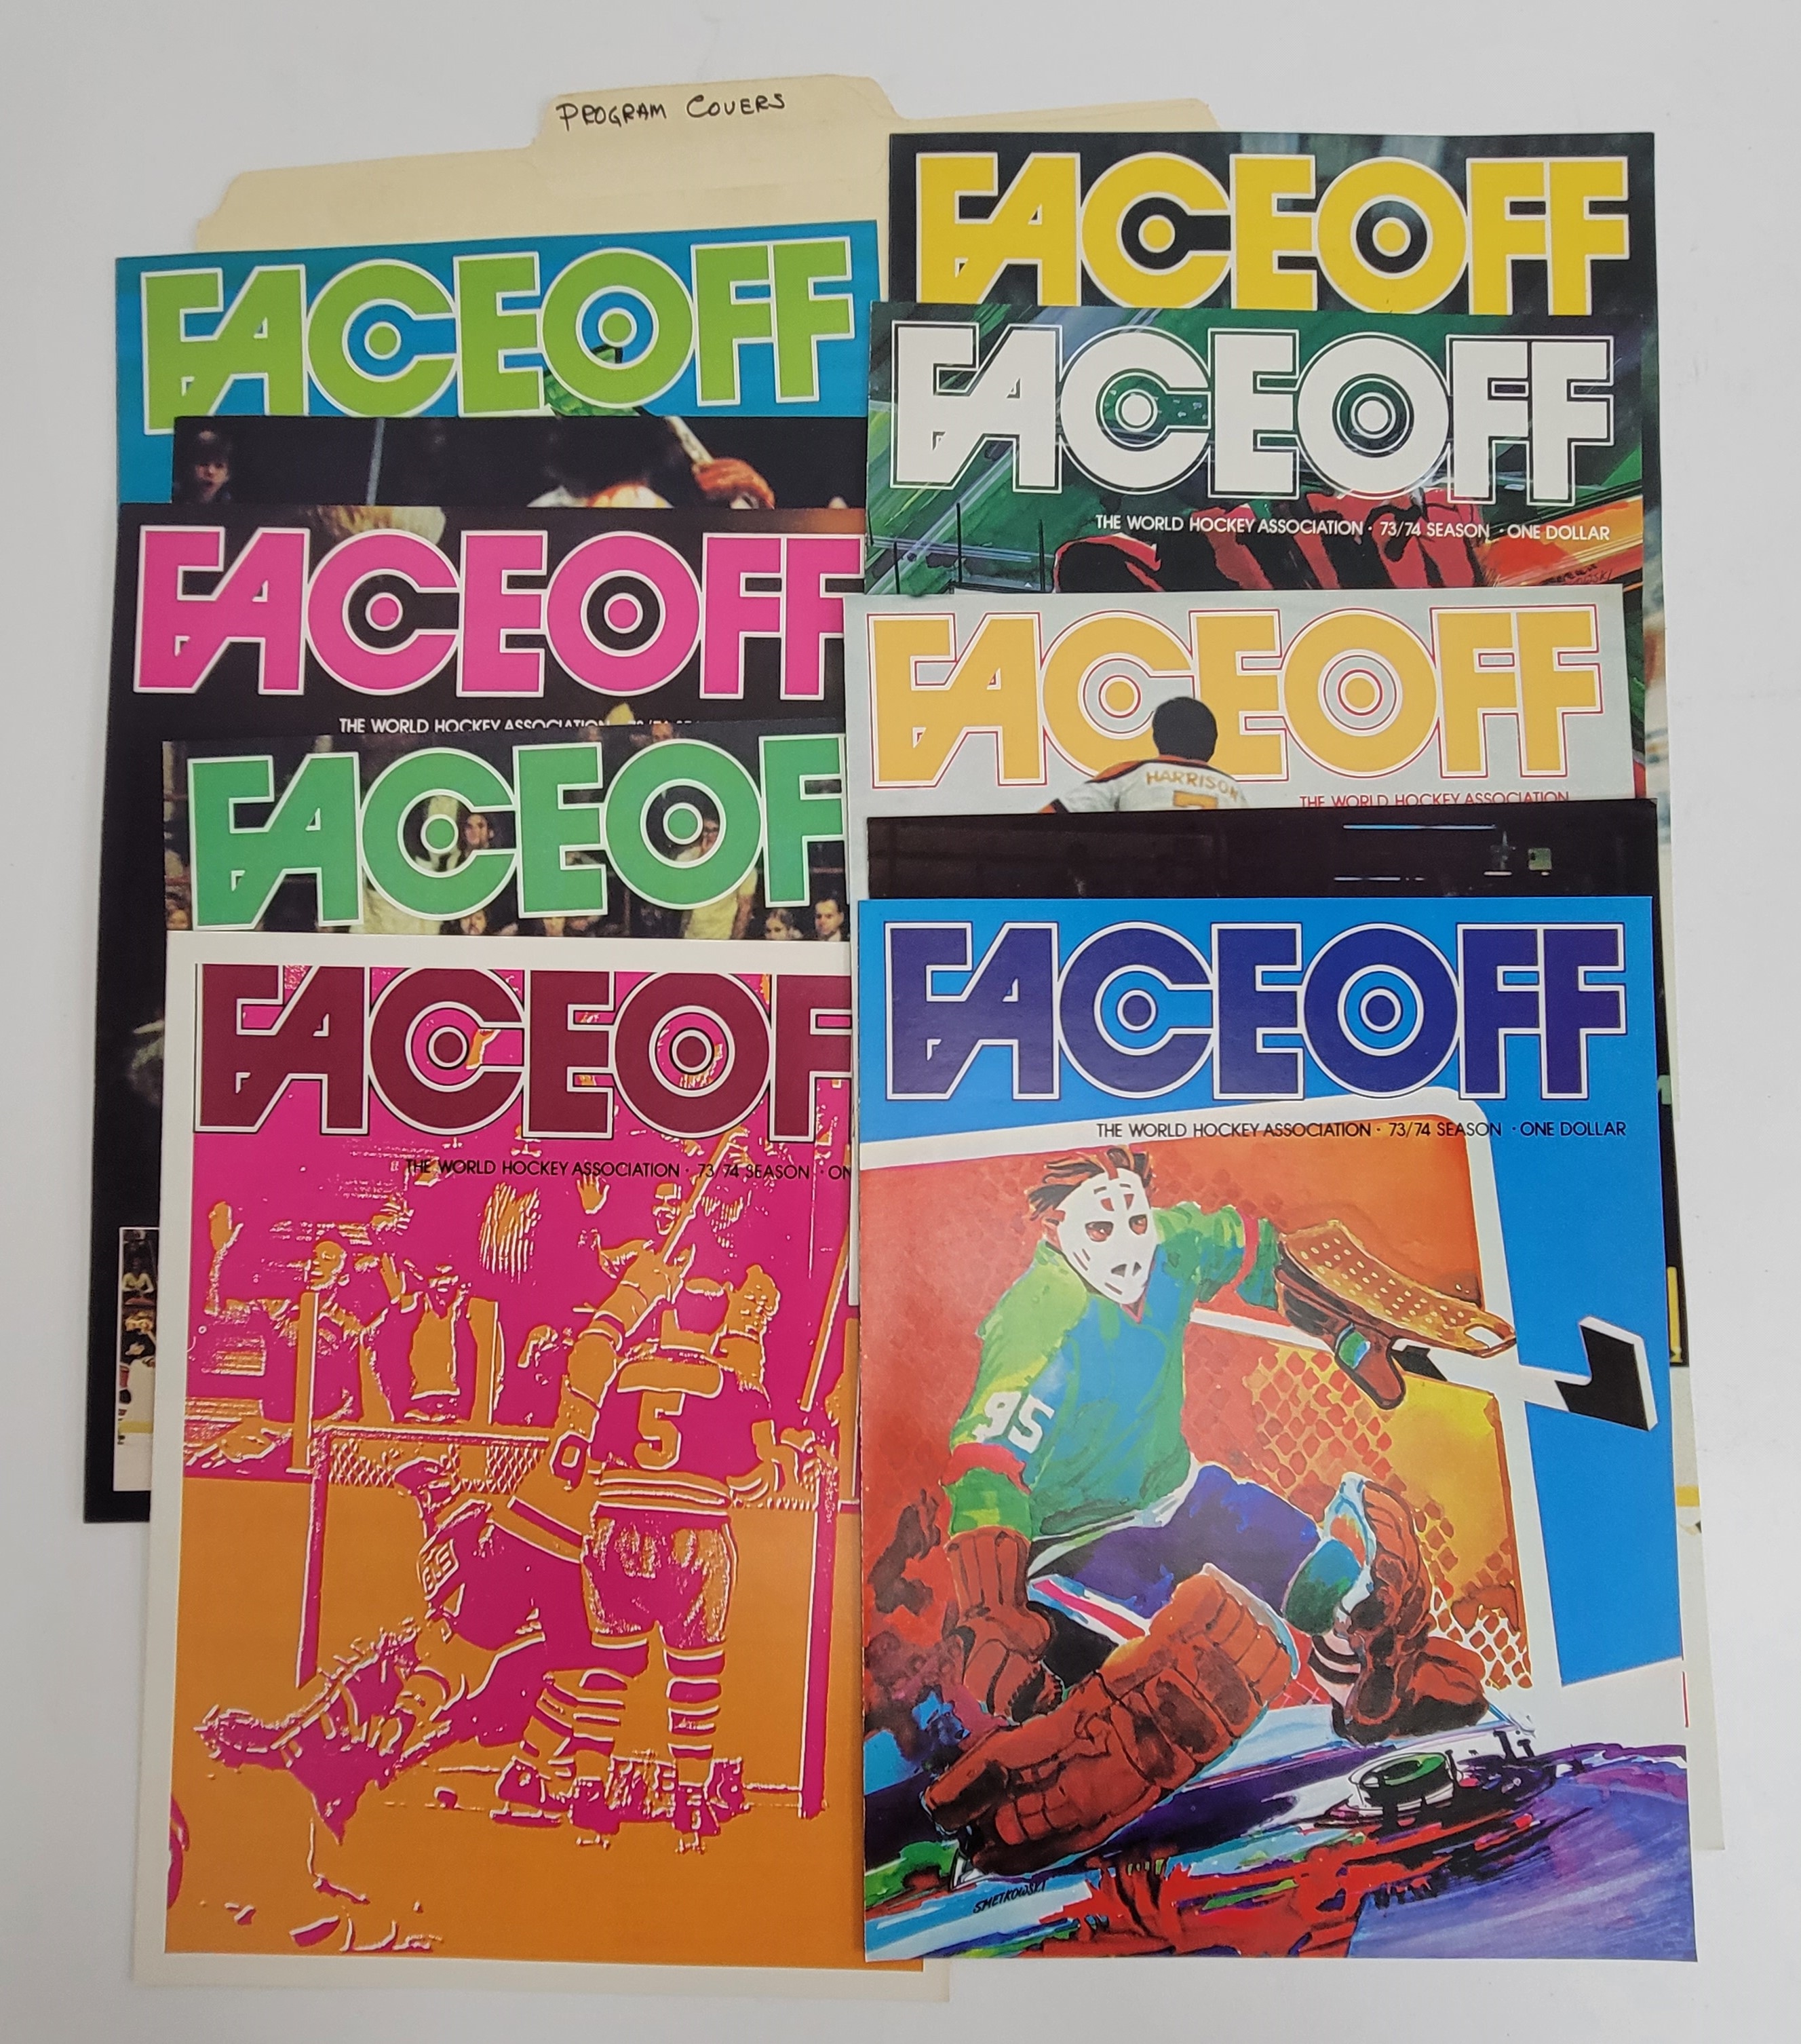 PROGRAM COVERS
FACEOFF
FACEOFF
THE WORLD HOCKEY ASSOCIATION
FACEOFF
FACEOFF
THE WORLD HOCKEY ASSOCIATION · 73/74 SEASON ·
5
FACEOFF
FACEOFF
THE WORLD HOCKEY ASSOCIATION · 73/74 SEASON · ONE DOLLAR
FACEOFF
HARRISON
7
THE WORLD HOCKEY ASSOCIATION
FACEOFF
THE WORLD HOCKEY ASSOCIATION · 73/74 SEASON · ONE DOLLAR
95
SMETKOWSKI